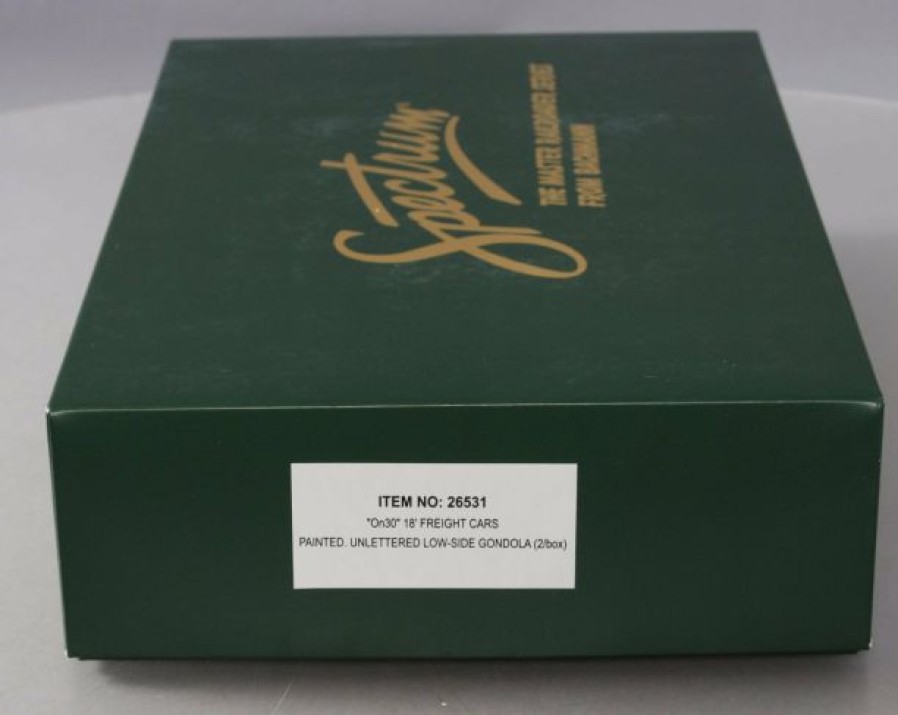 Spectrum
THE MASTER RAILROADER SERIES
FROM BACHMANN
ITEM NO: 26531
"On30" 18' FREIGHT CARS
PAINTED. UNLETTERED LOW-SIDE GONDOLA (2/box)